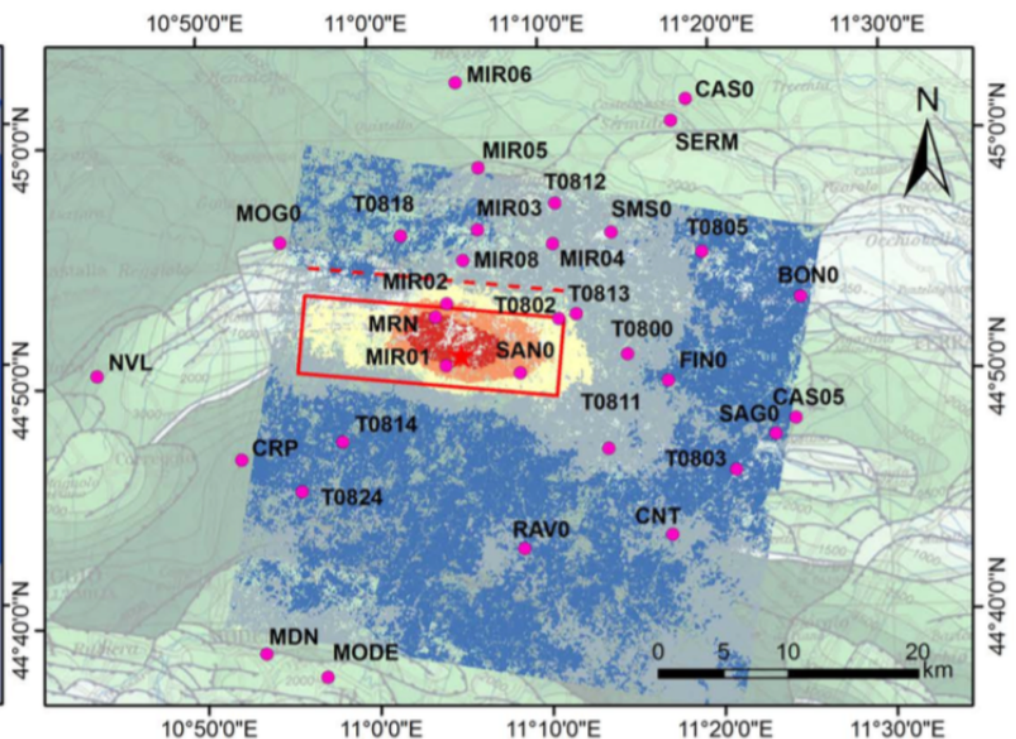 10°50'0"E 11°0'0"E 11°10'0"E 11°20'0"E 11°30'0"E
MIR06
CAS0
N
SERM
45°0'0"N
45°0'0"N
MIR05
T0812
T0818
MIR03
SMS0
MOG0
T0805
MIR08
MIR04
BON0
MIR02
T0802
T0813
MRN
T0800
MIR01
SAN0
FIN0
NVL
44°50'0"N
44°50'0"N
CAS05
T0811
SAG0
T0814
CRP
T0803
T0824
CNT
RAV0
44°40'0"N
44°40'0"N
MDN
MODE
0 5 10 20
km
10°50'0"E 11°0'0"E 11°10'0"E 11°20'0"E 11°30'0"E